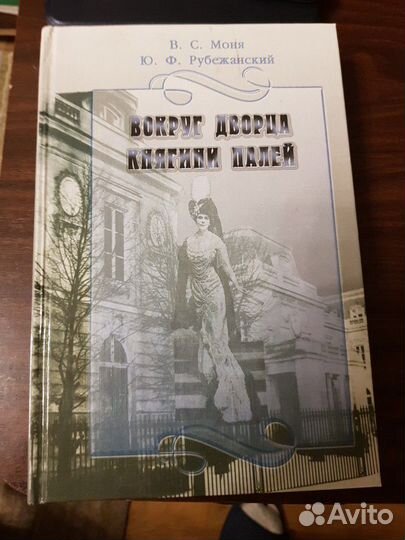 В. С. Моня
Ю. Ф. Рубежанский
ВОКРУГ ДВОРЦА
КНЯГИНИ ПАЛЕЙ
Avito